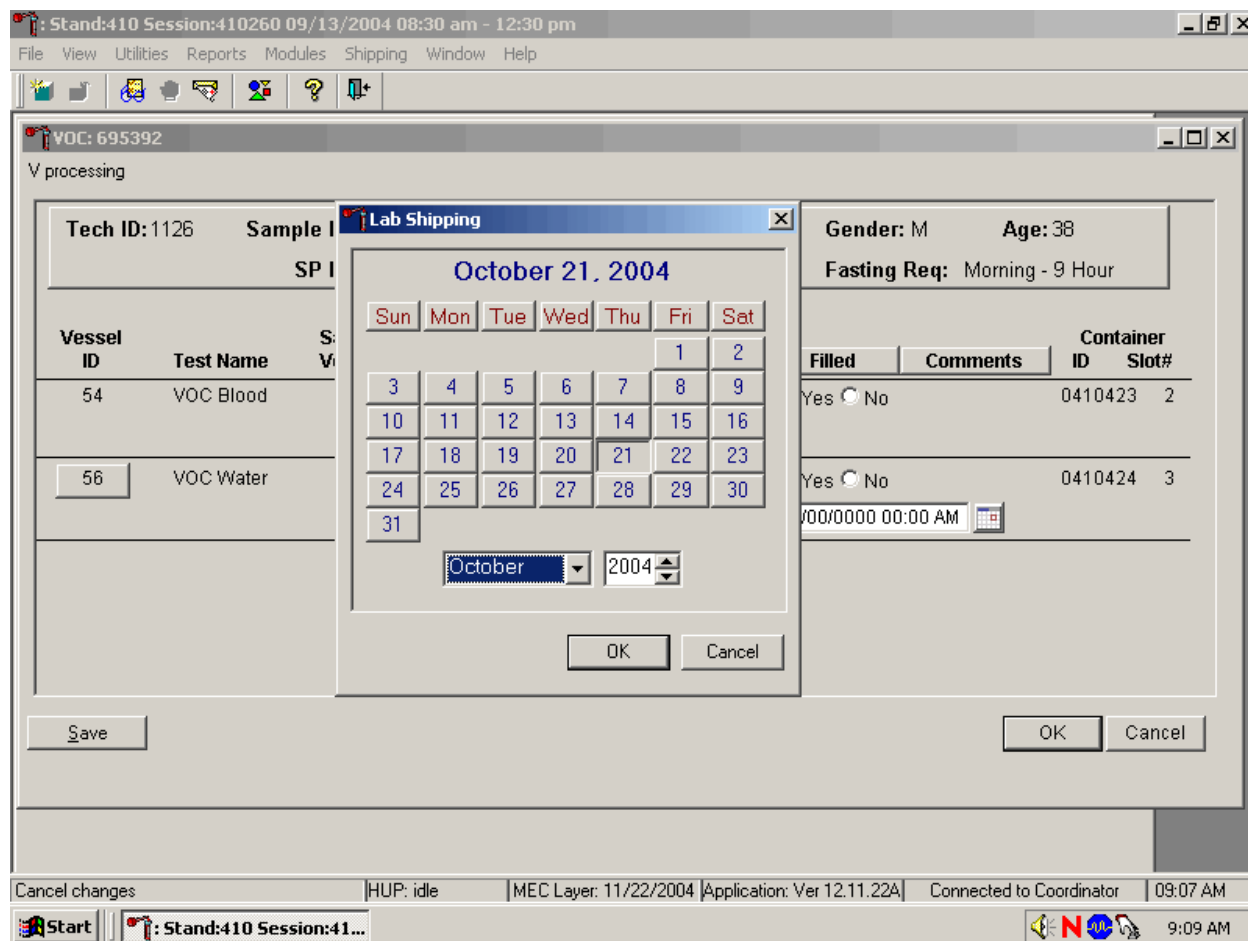 : Stand:410 Session:410260 09/13/2004 08:30 am - 12:30 pm
File View Utilities Reports Modules Shipping Window Help
VOC: 695392
V processing
Tech ID: 1126 Sample I Gender: M Age: 38
SP I Fasting Req: Morning - 9 Hour
Vessel ID Test Name Filled Comments Container ID Slot#
54 VOC Blood Yes No 0410423 2
56 VOC Water Yes No 0410424 3
/00/0000 00:00 AM
Lab Shipping
October 21, 2004
Sun Mon Tue Wed Thu Fri Sat
1 2
3 4 5 6 7 8 9
10 11 12 13 14 15 16
17 18 19 20 21 22 23
24 25 26 27 28 29 30
31
October 2004
OK Cancel
Save OK Cancel
Cancel changes HUP: idle MEC Layer: 11/22/2004 Application: Ver 12.11.22A Connected to Coordinator 09:07 AM
Start : Stand:410 Session:41... N 9:09 AM